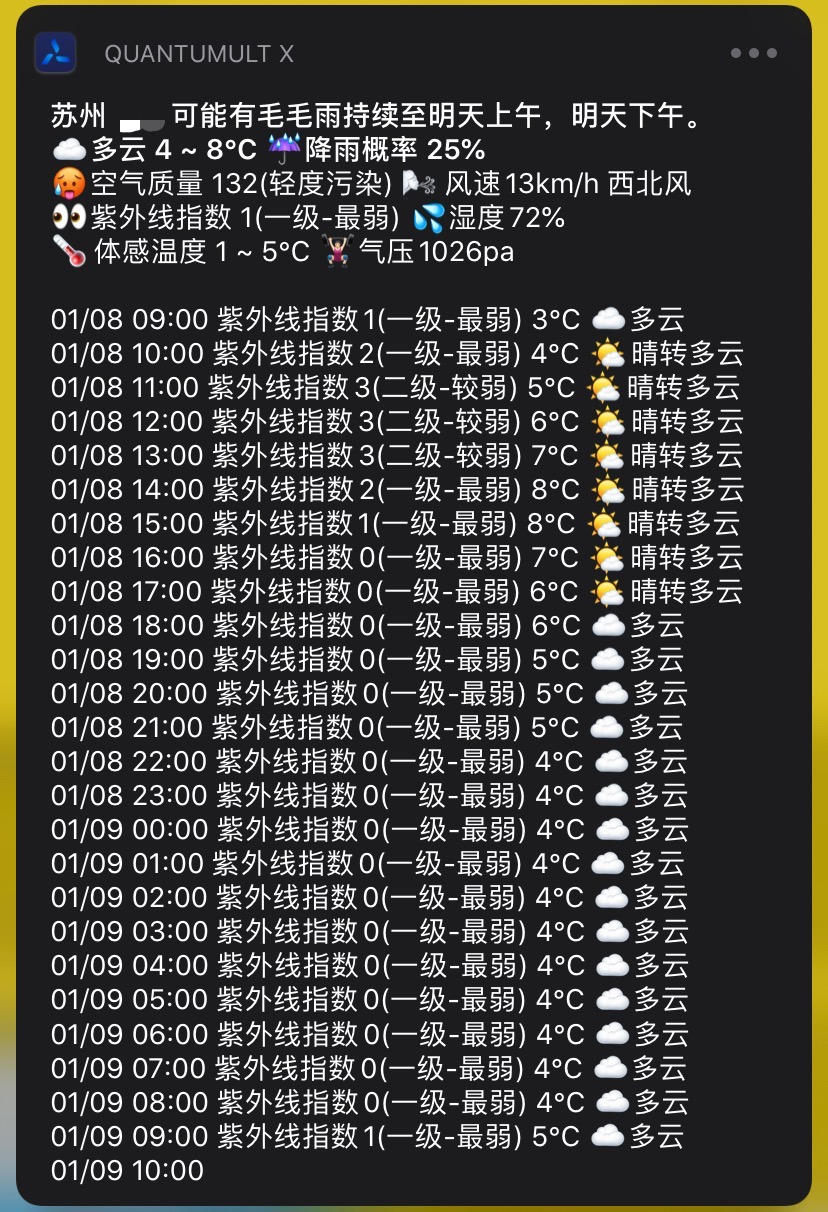 QUANTUMULT X
苏州 可能有毛毛雨持续至明天上午，明天下午。
☁️多云 4 ~ 8°C ☔降雨概率 25%
🥵空气质量 132(轻度污染) 🌬️ 风速13km/h 西北风
👀紫外线指数 1(一级-最弱) 💦湿度72%
🌡️ 体感温度 1 ~ 5°C 🏋️气压1026pa
01/08 09:00 紫外线指数1(一级-最弱) 3°C ☁️多云
01/08 10:00 紫外线指数2(一级-最弱) 4°C 🌤️晴转多云
01/08 11:00 紫外线指数3(二级-较弱) 5°C 🌤️晴转多云
01/08 12:00 紫外线指数3(二级-较弱) 6°C 🌤️晴转多云
01/08 13:00 紫外线指数3(二级-较弱) 7°C 🌤️晴转多云
01/08 14:00 紫外线指数2(一级-最弱) 8°C 🌤️晴转多云
01/08 15:00 紫外线指数1(一级-最弱) 8°C 🌤️晴转多云
01/08 16:00 紫外线指数0(一级-最弱) 7°C 🌤️晴转多云
01/08 17:00 紫外线指数0(一级-最弱) 6°C 🌤️晴转多云
01/08 18:00 紫外线指数0(一级-最弱) 6°C ☁️多云
01/08 19:00 紫外线指数0(一级-最弱) 5°C ☁️多云
01/08 20:00 紫外线指数0(一级-最弱) 5°C ☁️多云
01/08 21:00 紫外线指数0(一级-最弱) 5°C ☁️多云
01/08 22:00 紫外线指数0(一级-最弱) 4°C ☁️多云
01/08 23:00 紫外线指数0(一级-最弱) 4°C ☁️多云
01/09 00:00 紫外线指数0(一级-最弱) 4°C ☁️多云
01/09 01:00 紫外线指数0(一级-最弱) 4°C ☁️多云
01/09 02:00 紫外线指数0(一级-最弱) 4°C ☁️多云
01/09 03:00 紫外线指数0(一级-最弱) 4°C ☁️多云
01/09 04:00 紫外线指数0(一级-最弱) 4°C ☁️多云
01/09 05:00 紫外线指数0(一级-最弱) 4°C ☁️多云
01/09 06:00 紫外线指数0(一级-最弱) 4°C ☁️多云
01/09 07:00 紫外线指数0(一级-最弱) 4°C ☁️多云
01/09 08:00 紫外线指数0(一级-最弱) 4°C ☁️多云
01/09 09:00 紫外线指数1(一级-最弱) 5°C ☁️多云
01/09 10:00